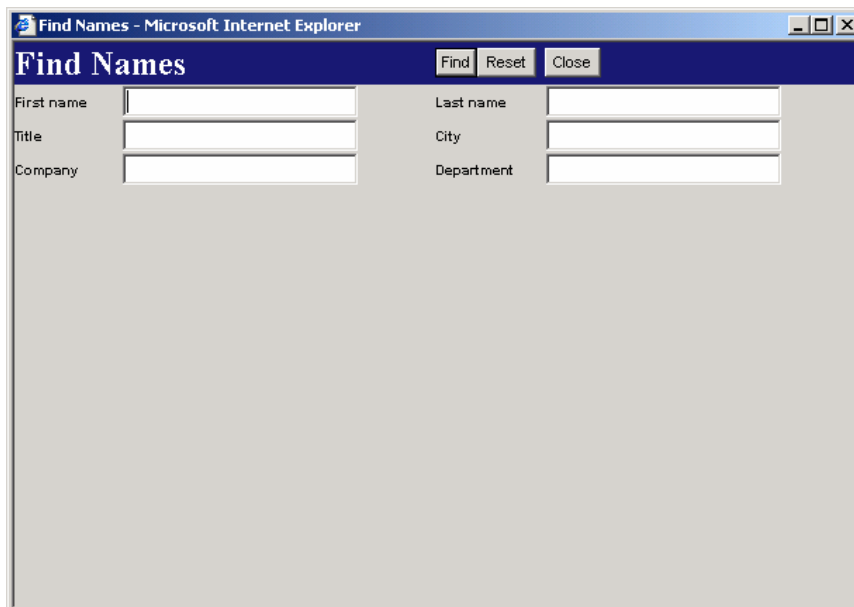 Find Names - Microsoft Internet Explorer
Find Names Find Reset Close
First name Last name
Title City
Company Department